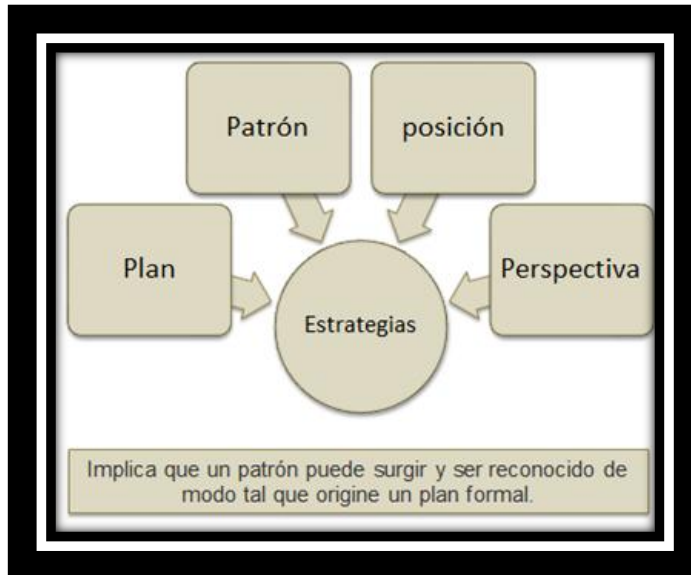 Patrón
posición
Plan
Perspectiva
Estrategias
Implica que un patrón puede surgir y ser reconocido de
modo tal que origine un plan formal.